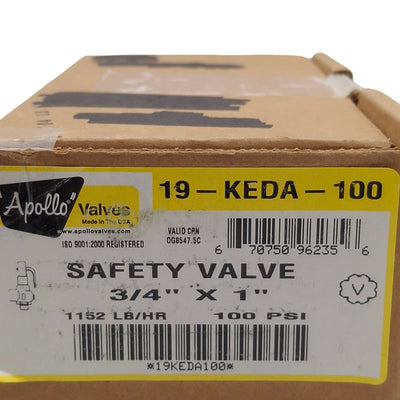 19-KEDA-100
Apollo" Valves
Made in The USA
www.apollovalves.com
ISO 9001:2000 REGISTERED
VALID CRN
OG8547.5C
6 70750 96235 6
SAFETY VALVE
3/4" X 1"
V
1152 LB/HR 100 PSI
*19KEDA100*